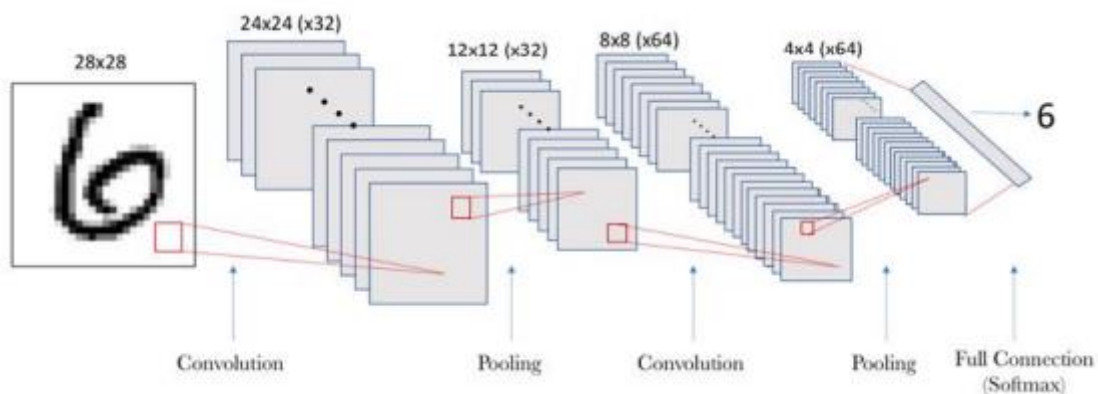 28x28
24x24 (x32)
12x12 (x32)
8x8 (x64)
4x4 (x64)
6
Convolution
Pooling
Convolution
Pooling
Full Connection
(Softmax)